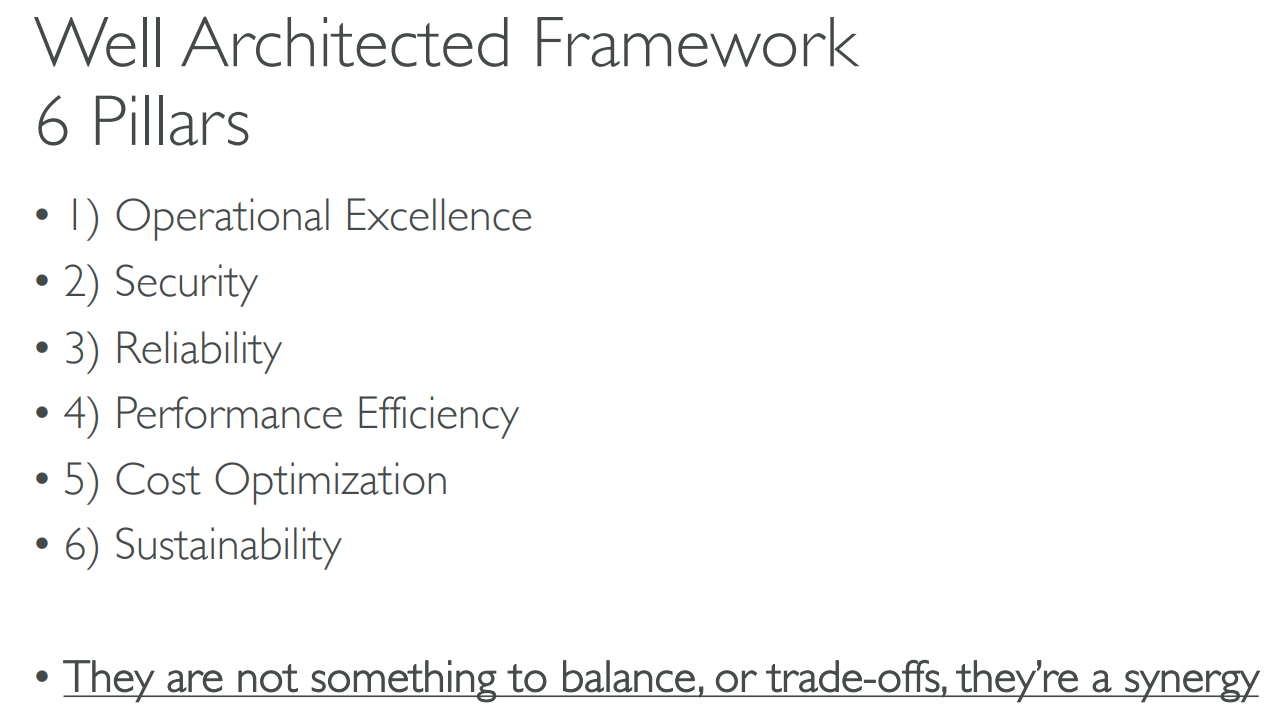 Well Architected Framework
6 Pillars
• 1) Operational Excellence
• 2) Security
• 3) Reliability
• 4) Performance Efficiency
• 5) Cost Optimization
• 6) Sustainability
• They are not something to balance, or trade-offs, they’re a synergy